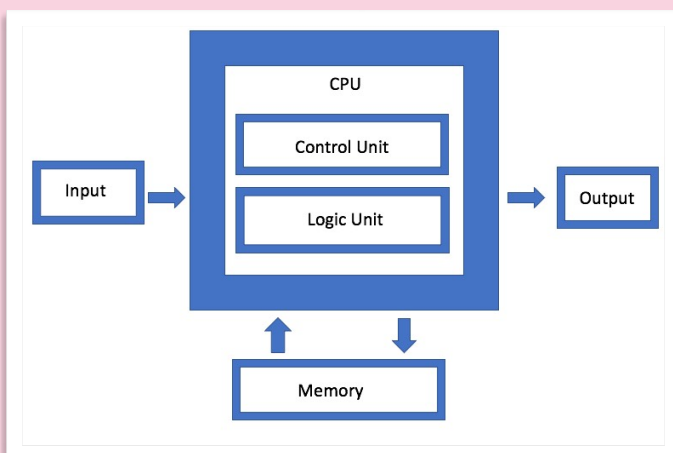 CPU
Control Unit
Input
Logic Unit
Output
Memory